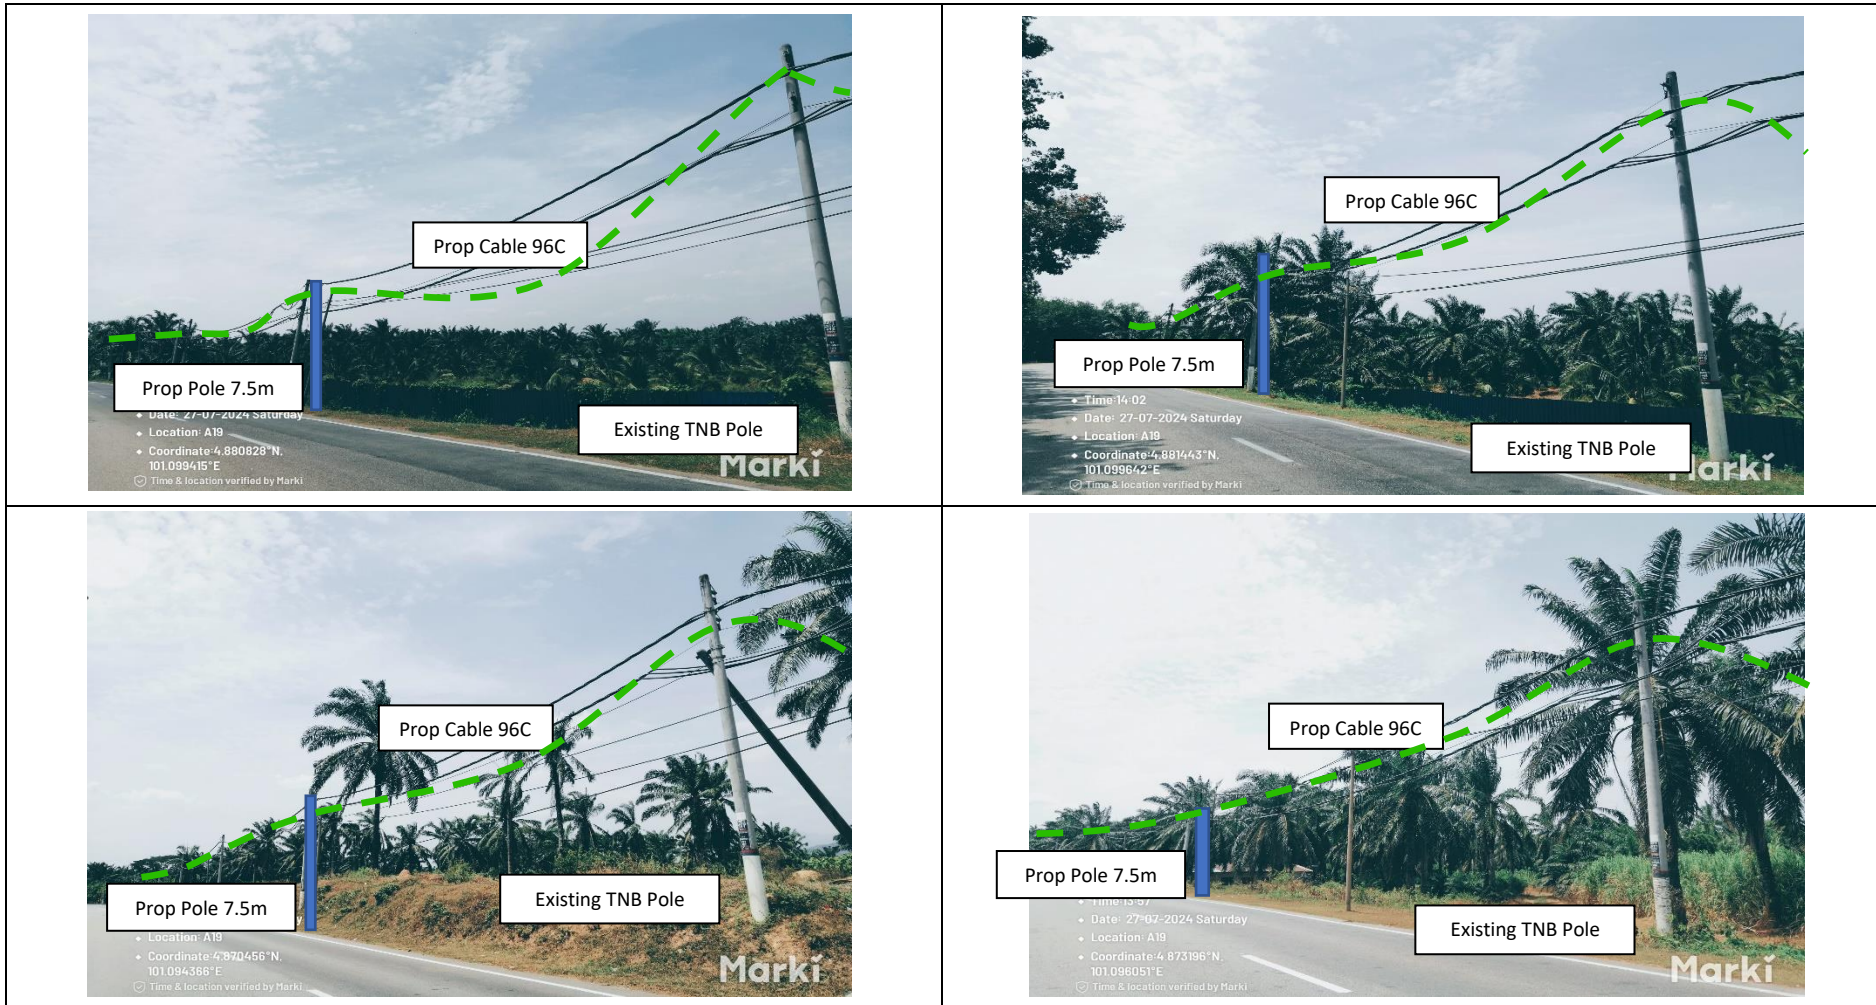 Prop Cable 96C
Prop Pole 7.5m
Existing TNB Pole
Date: 27-07-2024 Saturday
Location: A19
Coordinate:4.880828°N,
101.099415°E
Time & location verified by Marki
Marki
Prop Cable 96C
Prop Pole 7.5m
Existing TNB Pole
Time:14:02
Date: 27-07-2024 Saturday
Location: A19
Coordinate:4.881443°N,
101.099642°E
Time & location verified by Marki
Marki
Prop Cable 96C
Prop Pole 7.5m
Existing TNB Pole
Location: A19
Coordinate:4.870456°N,
101.094366°E
Time & location verified by Marki
Marki
Prop Cable 96C
Prop Pole 7.5m
Existing TNB Pole
Time:13:57
Date: 27-07-2024 Saturday
Location: A19
Coordinate:4.873196°N,
101.096051°E
Time & location verified by Marki
Marki